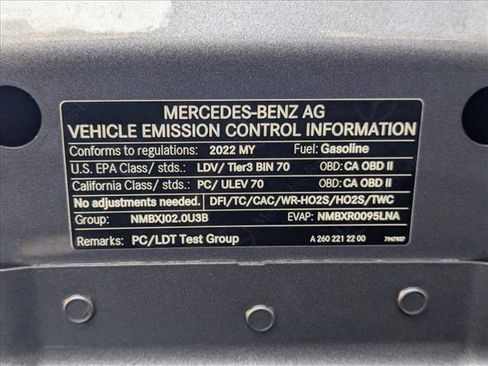 MERCEDES-BENZ AG
VEHICLE EMISSION CONTROL INFORMATION
Conforms to regulations: 2022 MY Fuel: Gasoline
U.S. EPA Class/ stds.: LDV/ Tier3 BIN 70 OBD: CA OBD II
California Class/ stds.: PC/ ULEV 70 OBD: CA OBD II
No adjustments needed. DFI/TC/CAC/WR-HO2S/HO2S/TWC
Group: NMBXJ02.0U3B EVAP: NMBXR0095LNA
Remarks: PC/LDT Test Group A 260 221 22 00